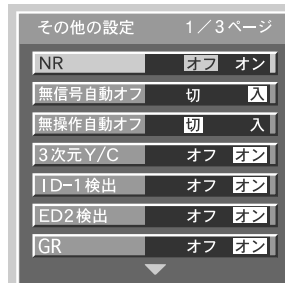 その他の設定 1/3ページ
NR オフ オン
無信号自動オフ 切 入
無操作自動オフ 切 入
3次元Y/C オフ オン
ID-1検出 オフ オン
ED2検出 オフ オン
GR オフ オン